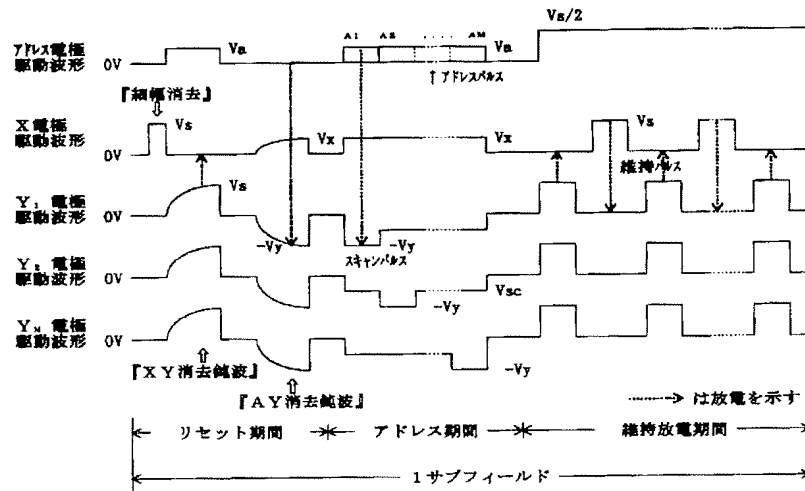 Vs/2
A1 A2 .... AM
アドレス電極
駆動波形 0V Va Va
↑アドレスパルス
『細幅消去』
X電極
駆動波形 0V Vs Vx Vx Vs
維持パルス
Y₁電極
駆動波形 0V Vs -Vy -Vy
スキャンパルス
Y₂電極
駆動波形 0V -Vy Vsc
Yм電極
駆動波形 0V -Vy
『XY消去鈍波』
『AY消去鈍波』
は放電を示す
リセット期間 アドレス期間 維持放電期間
1サブフィールド